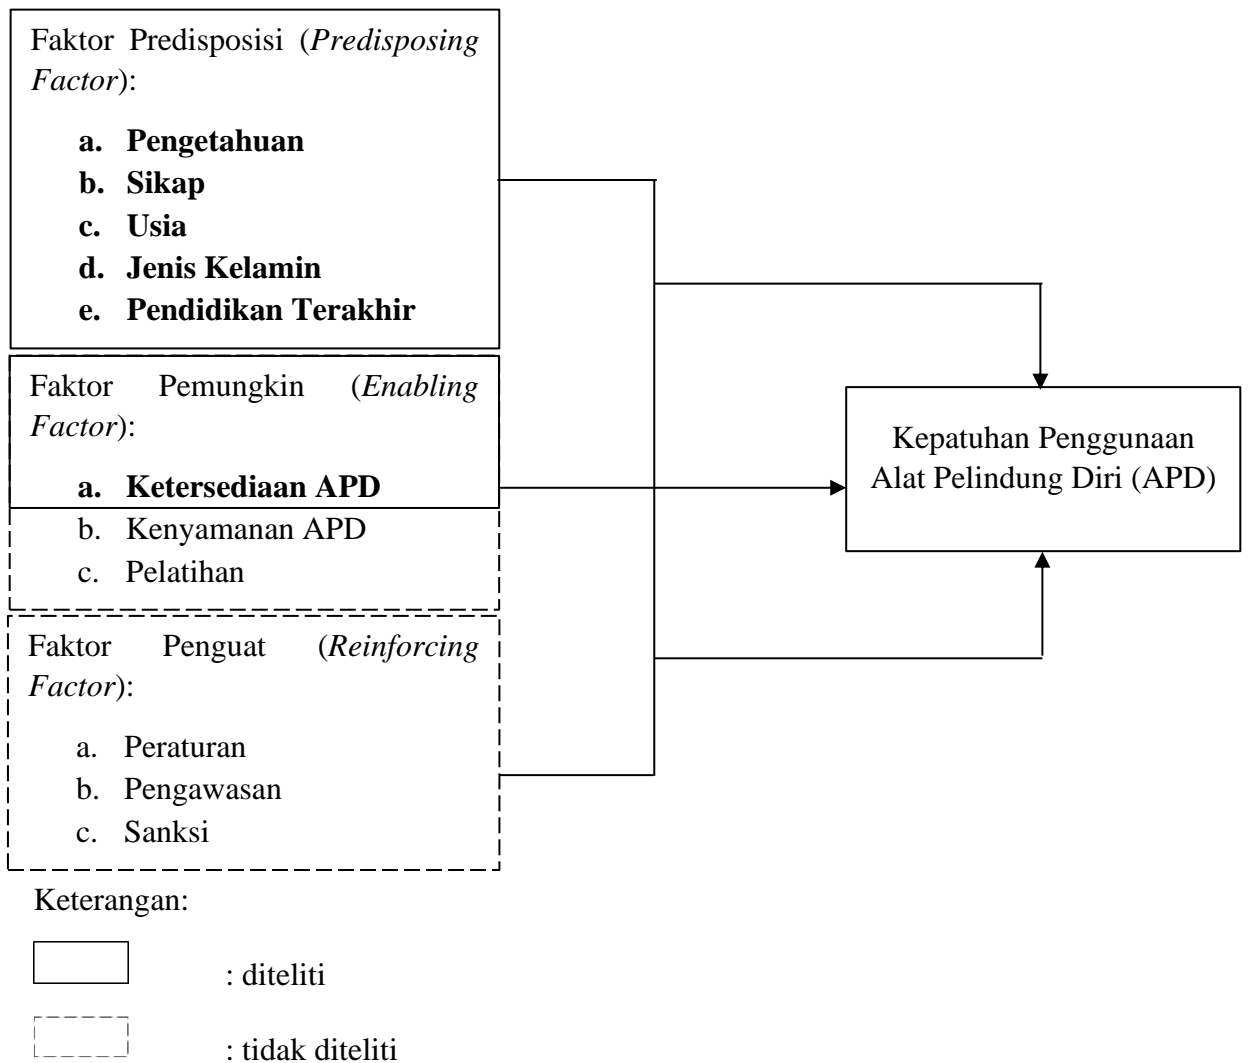 Faktor Predisposisi (Predisposing
Factor):
a. Pengetahuan
b. Sikap
c. Usia
d. Jenis Kelamin
e. Pendidikan Terakhir
Faktor Pemungkin (Enabling
Factor):
a. Ketersediaan APD
b. Kenyamanan APD
c. Pelatihan
Faktor Penguat (Reinforcing
Factor):
a. Peraturan
b. Pengawasan
c. Sanksi
Kepatuhan Penggunaan
Alat Pelindung Diri (APD)
Keterangan:
: diteliti
: tidak diteliti